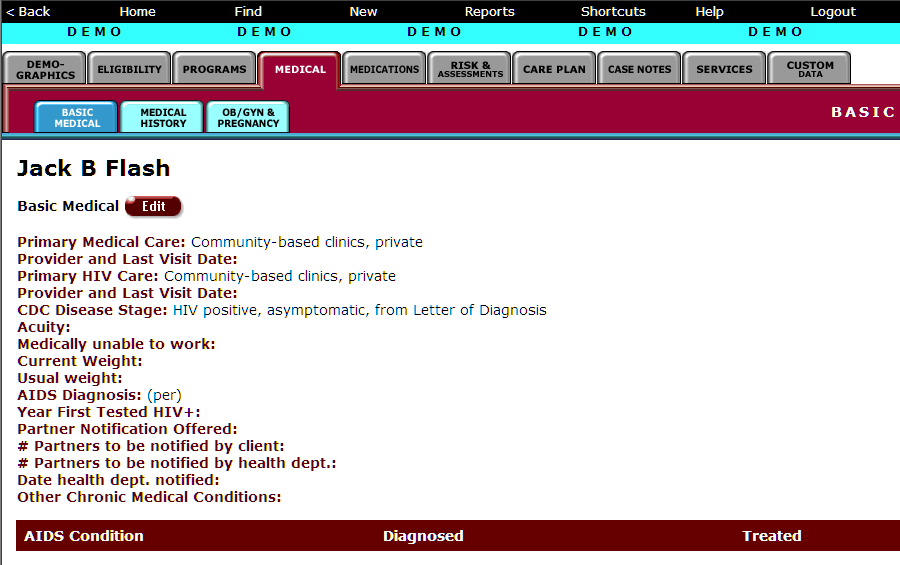 < Back Home Find New Reports Shortcuts Help Logout
DEMO DEMO DEMO DEMO DEMO
DEMO-
GRAPHICS
ELIGIBILITY
PROGRAMS
MEDICAL
MEDICATIONS
RISK &
ASSESSMENTS
CARE PLAN
CASE NOTES
SERVICES
CUSTOM
DATA
BASIC
MEDICAL
MEDICAL
HISTORY
OB/GYN &
PREGNANCY
BASIC
Jack B Flash
Basic Medical Edit
Primary Medical Care: Community-based clinics, private
Provider and Last Visit Date:
Primary HIV Care: Community-based clinics, private
Provider and Last Visit Date:
CDC Disease Stage: HIV positive, asymptomatic, from Letter of Diagnosis
Acuity:
Medically unable to work:
Current Weight:
Usual weight:
AIDS Diagnosis: (per)
Year First Tested HIV+:
Partner Notification Offered:
# Partners to be notified by client:
# Partners to be notified by health dept.:
Date health dept. notified:
Other Chronic Medical Conditions:
AIDS Condition Diagnosed Treated